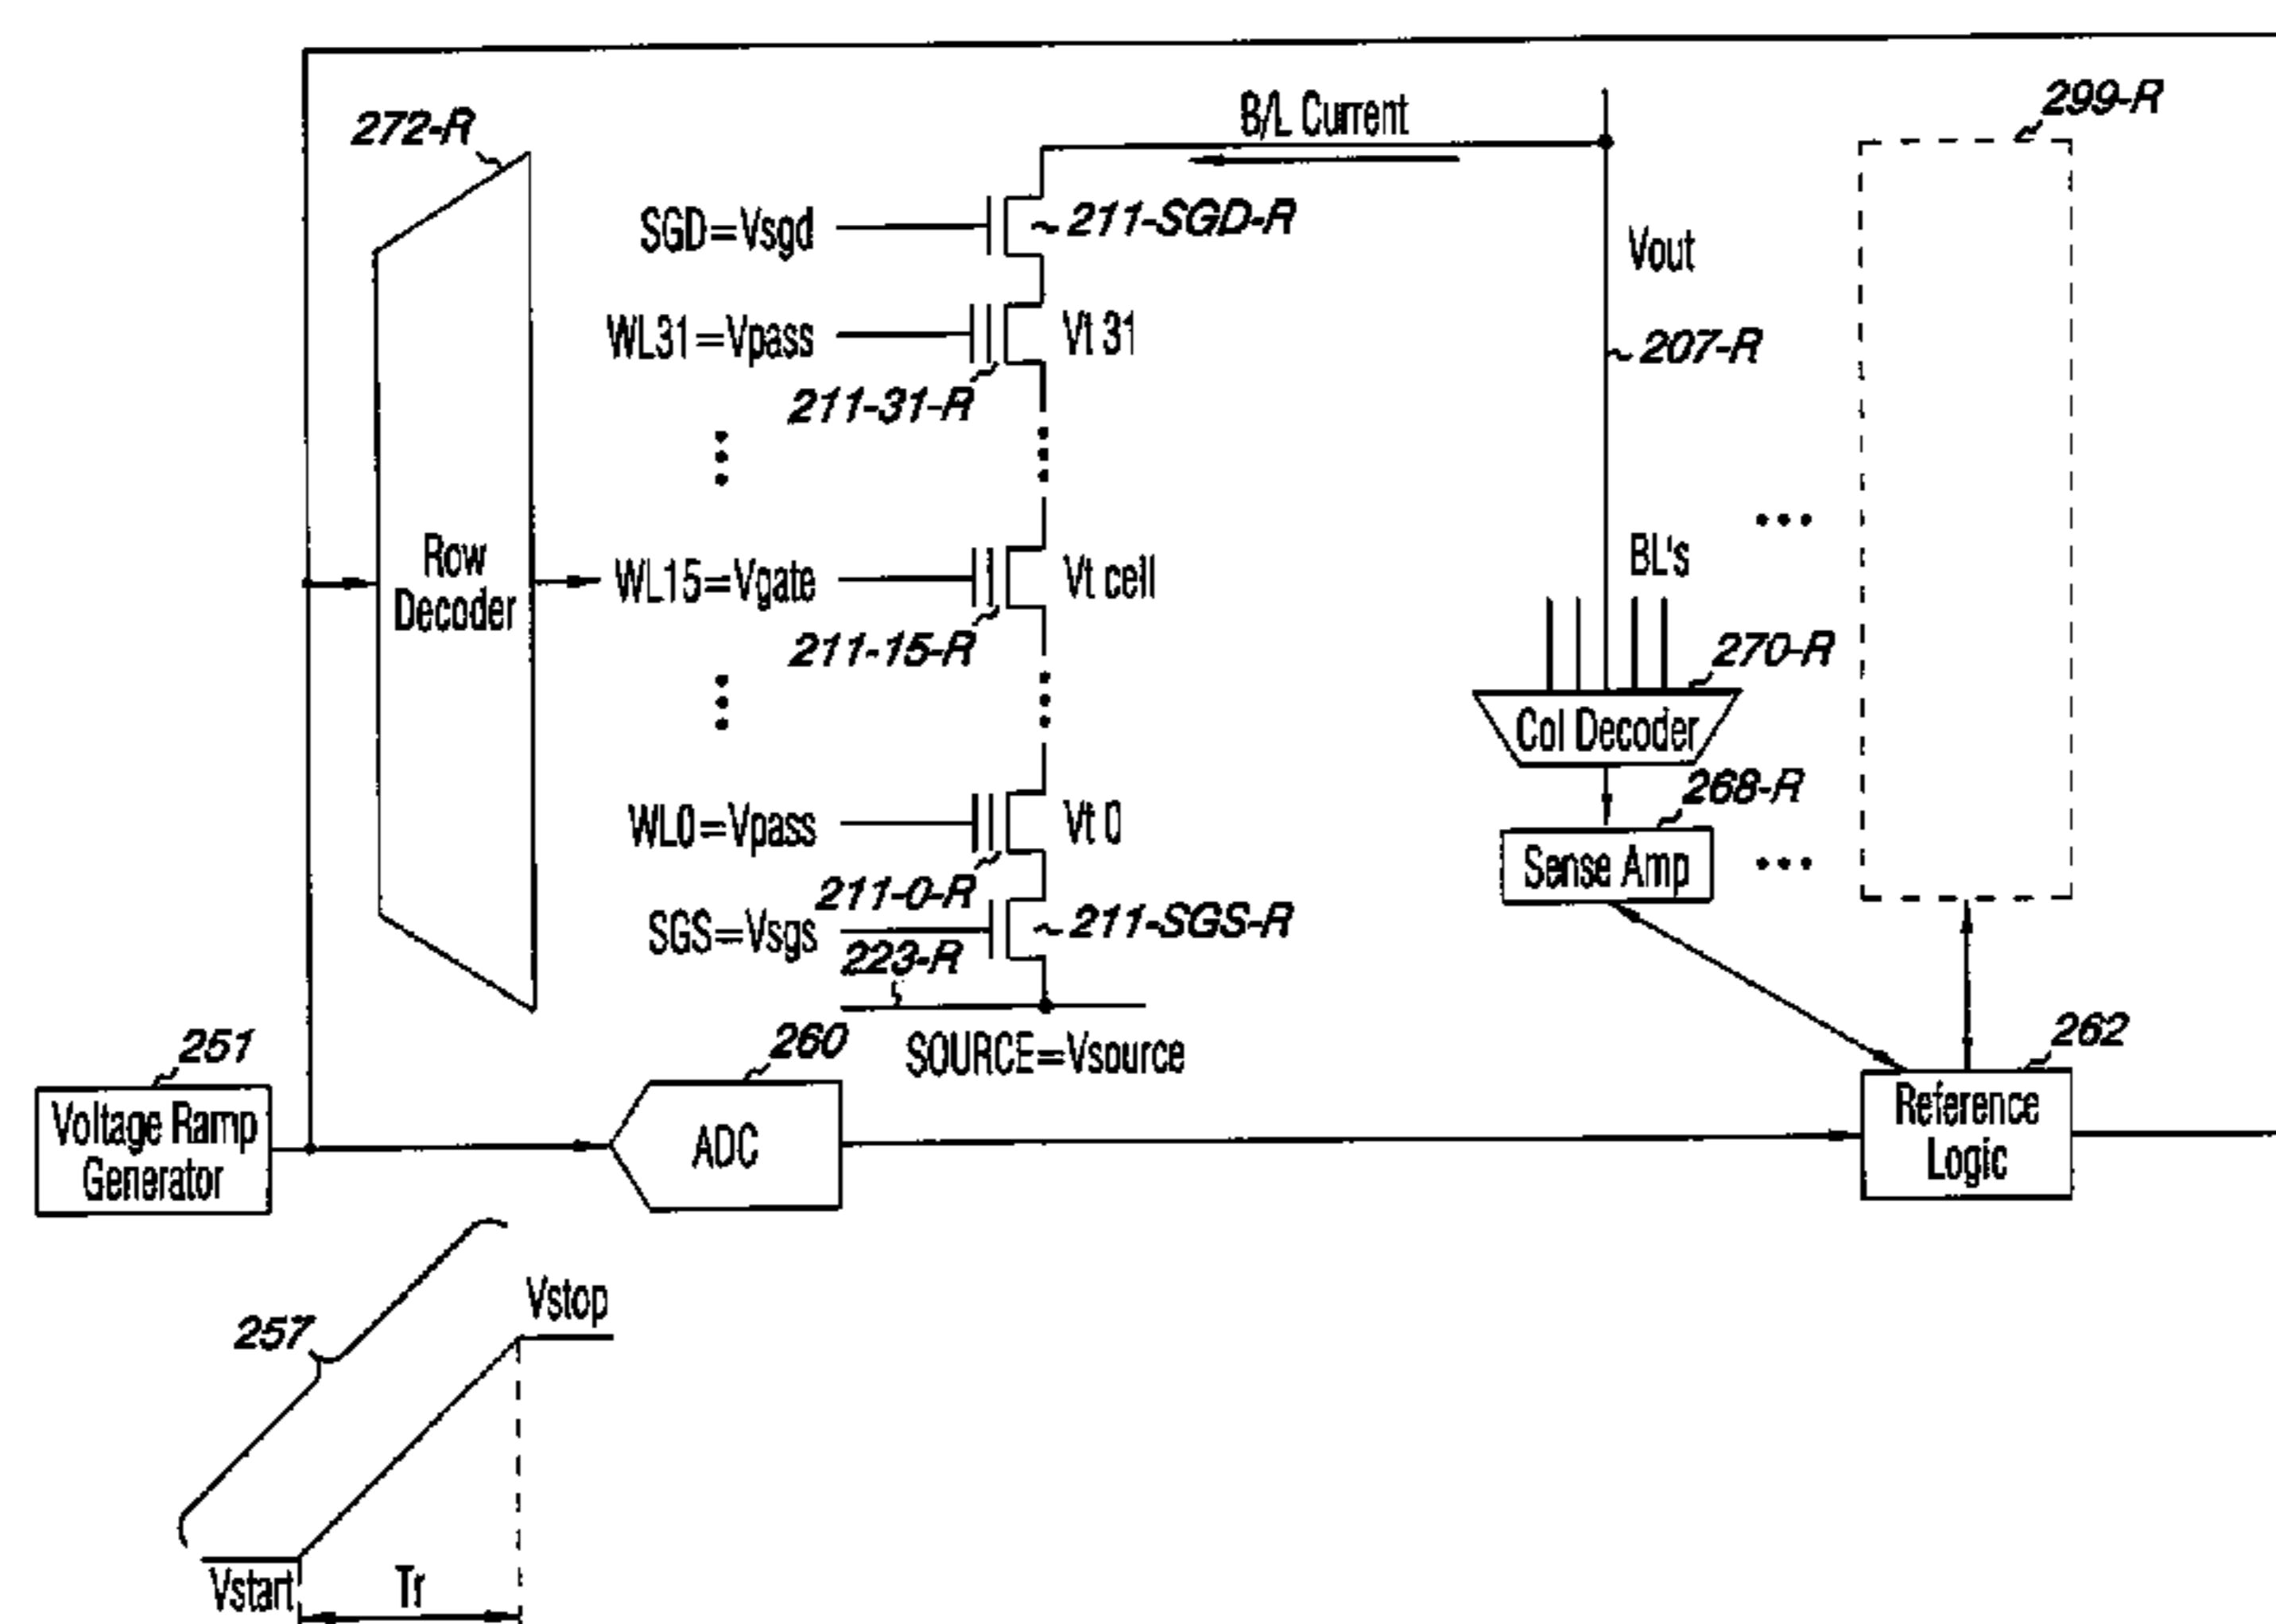 299-R
272-R
B/L Current
SGD=Vsgd
211-SGD-R
Vout
WL31=Vpass
Vt 31
207-R
211-31-R
Row
Decoder
WL15=Vgate
Vt cell
BL's
211-15-R
270-R
Col Decoder
268-R
WL0=Vpass
Vt 0
Sense Amp
211-0-R
SGS=Vsgs
211-SGS-R
223-R
251
260
SOURCE=Vsource
262
Voltage Ramp
Generator
ADC
Reference
Logic
257
Vstop
Vstart
Tr